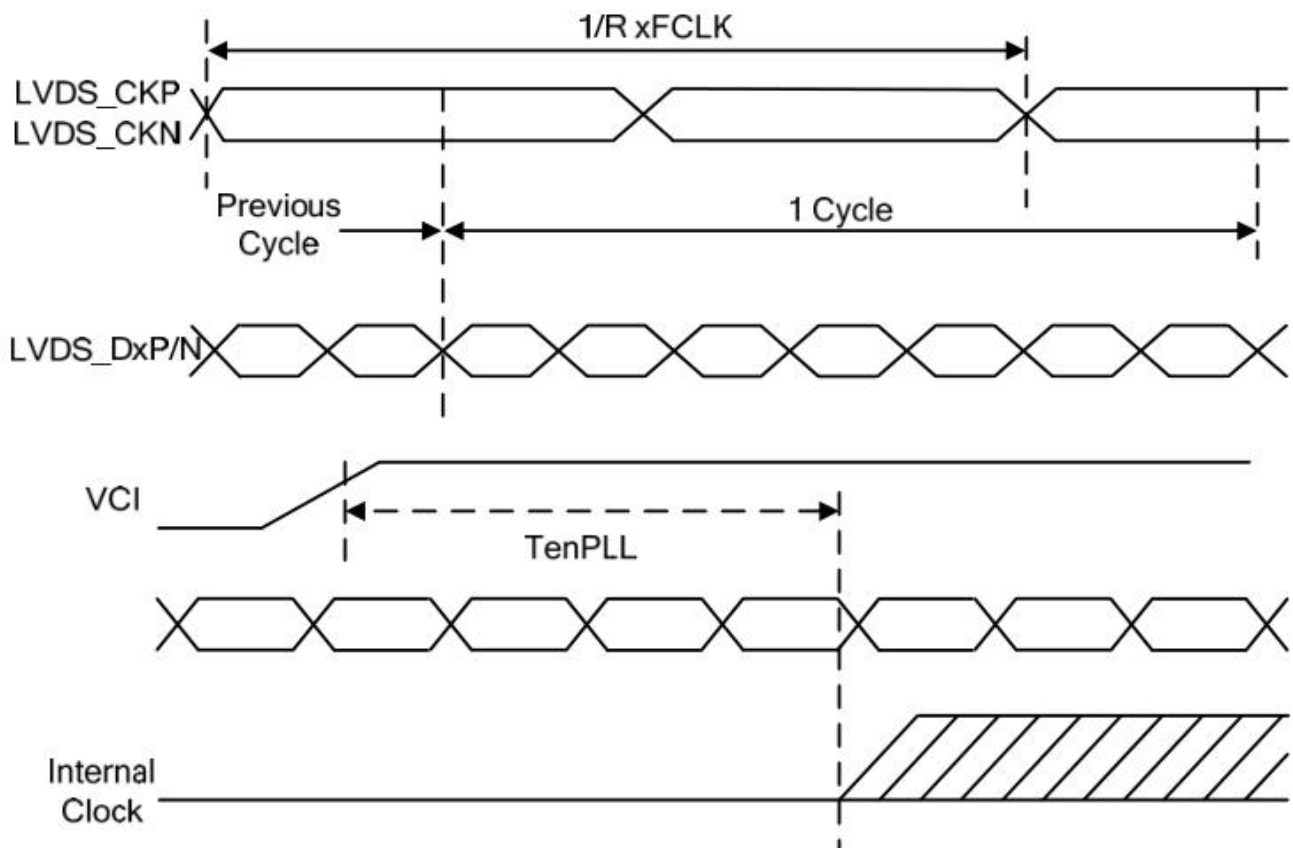 1/R xFCLK
LVDS_CKP
LVDS_CKN
Previous
Cycle
1 Cycle
LVDS_DxP/N
VCI
TenPLL
Internal
Clock